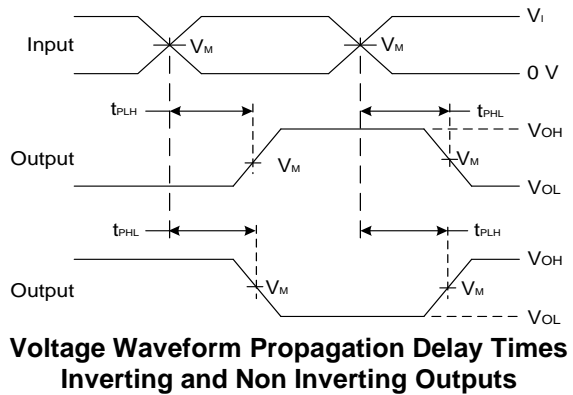 VI
Input VM VM
0 V
tPLH tPHL
VOH
Output VM VM
VOL
tPHL tPLH
VOH
Output VM VM
VOL
Voltage Waveform Propagation Delay Times
Inverting and Non Inverting Outputs